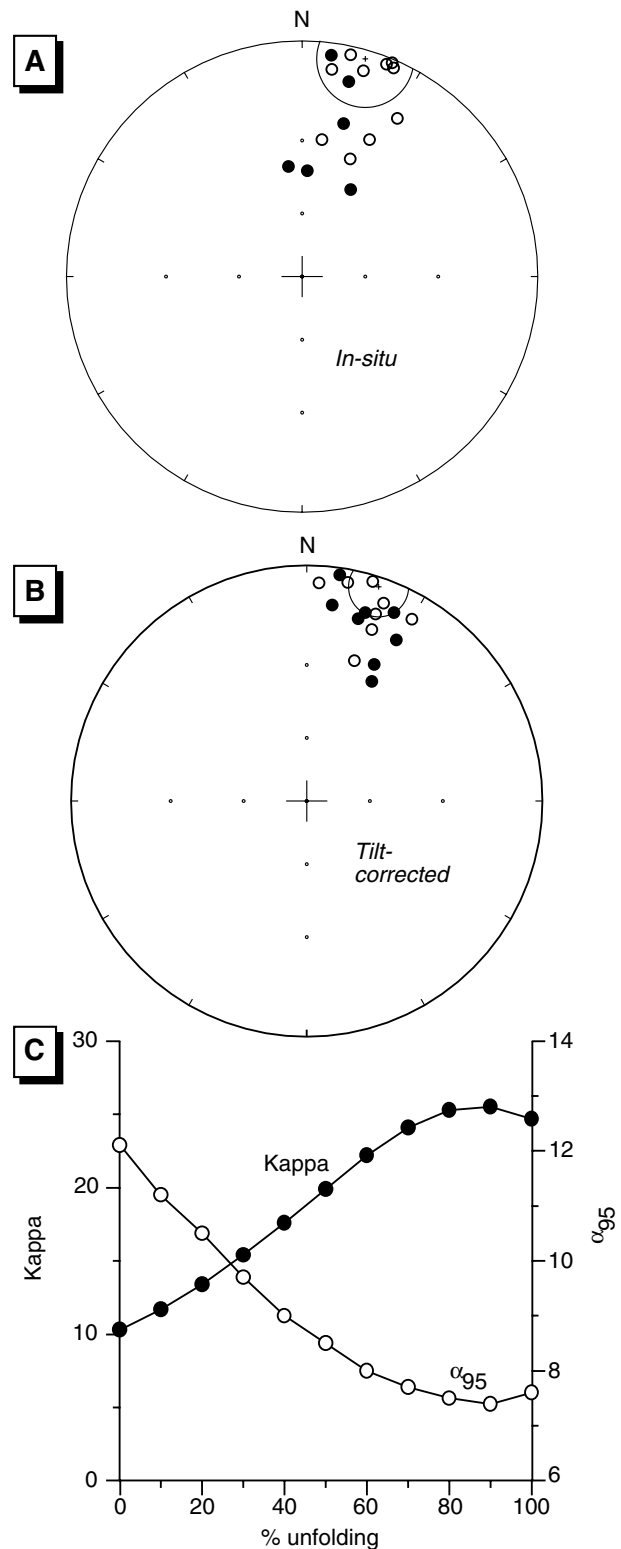 A
N
In-situ
B
N
Tilt-
corrected
C
30
14
Kappa
12
20
Kappa
α95
10
10
α95
8
0
6
0 20 40 60 80 100
% unfolding